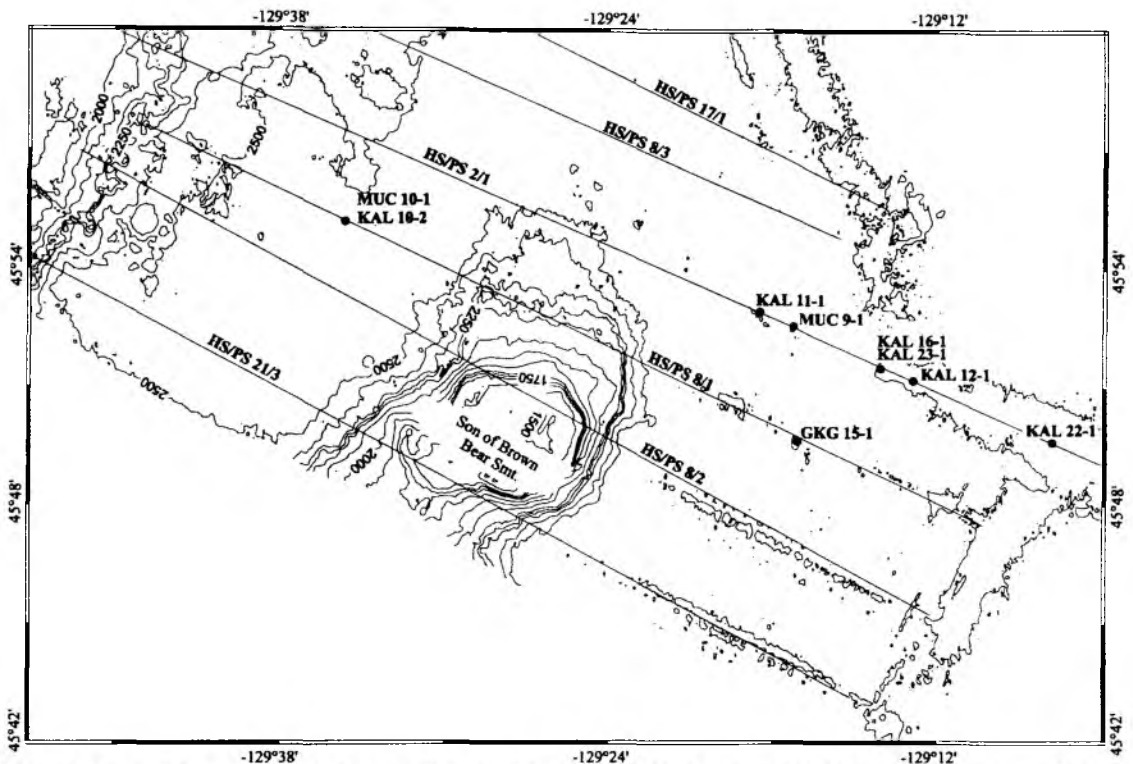 -129°38'
-129°24'
-129°12'
2000
2250
2500
2500
HS/PS 17/1
HS/PS 8/3
HS/PS 2/1
MUC 10-1
KAL 10-2
45°54'
45°54'
KAL 11-1
MUC 9-1
2250
HS/PS 21/3
KAL 16-1
KAL 23-1
2500
2500
1750
HS/PS 8/1
KAL 12-1
1500
Son of Brown
Bear Smt.
GKG 15-1
KAL 22-1
2000
HS/PS 8/2
45°48'
45°48'
45°42'
45°42'
-129°38'
-129°24'
-129°12'